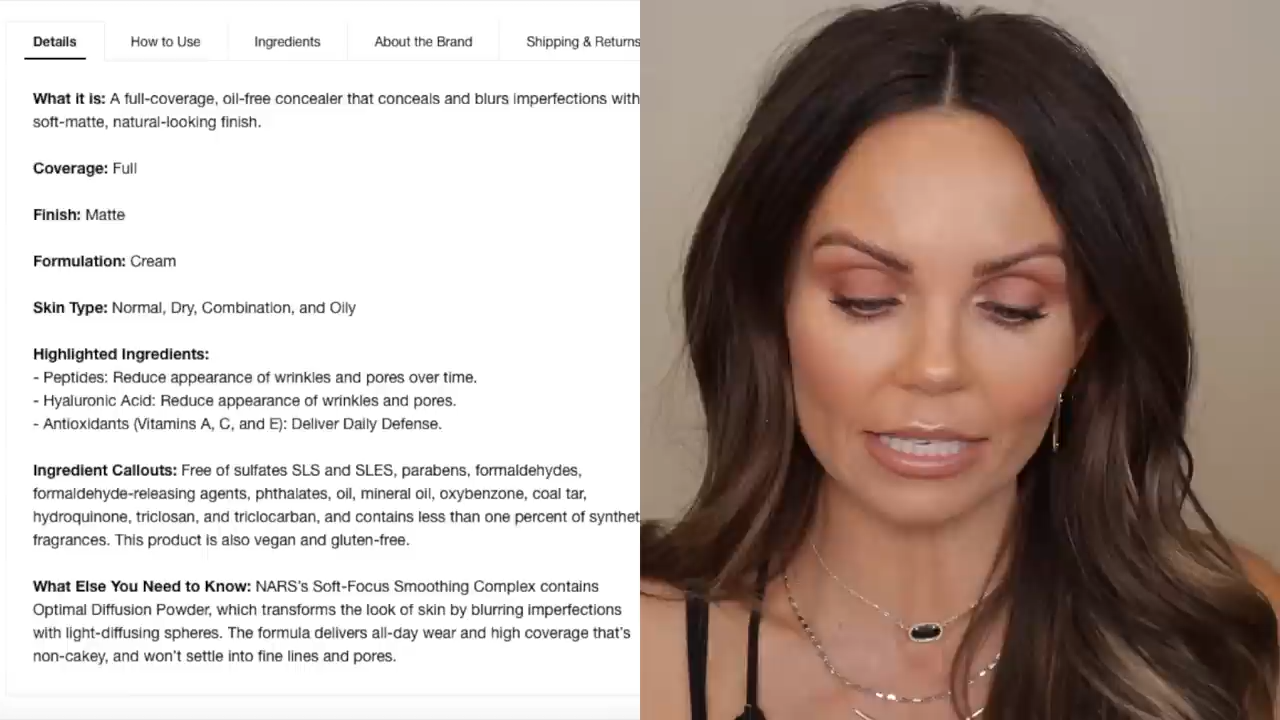 Details How to Use Ingredients About the Brand Shipping & Returns
What it is: A full-coverage, oil-free concealer that conceals and blurs imperfections with
soft-matte, natural-looking finish.
Coverage: Full
Finish: Matte
Formulation: Cream
Skin Type: Normal, Dry, Combination, and Oily
Highlighted Ingredients:
- Peptides: Reduce appearance of wrinkles and pores over time.
- Hyaluronic Acid: Reduce appearance of wrinkles and pores.
- Antioxidants (Vitamins A, C, and E): Deliver Daily Defense.
Ingredient Callouts: Free of sulfates SLS and SLES, parabens, formaldehydes,
formaldehyde-releasing agents, phthalates, oil, mineral oil, oxybenzone, coal tar,
hydroquinone, triclosan, and triclocarban, and contains less than one percent of synthet
fragrances. This product is also vegan and gluten-free.
What Else You Need to Know: NARS's Soft-Focus Smoothing Complex contains
Optimal Diffusion Powder, which transforms the look of skin by blurring imperfections
with light-diffusing spheres. The formula delivers all-day wear and high coverage that's
non-cakey, and won't settle into fine lines and pores.